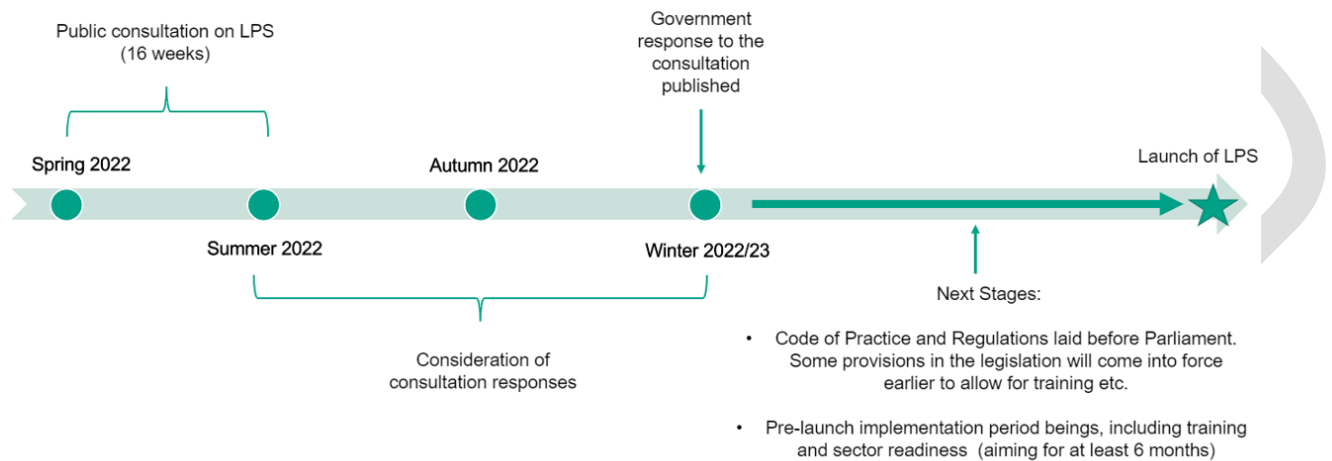 Public consultation on LPS
(16 weeks)
Government
response to the
consultation
published
Spring 2022
Autumn 2022
Launch of LPS
Summer 2022
Winter 2022/23
Consideration of
consultation responses
Next Stages:
• Code of Practice and Regulations laid before Parliament.
Some provisions in the legislation will come into force
earlier to allow for training etc.
• Pre-launch implementation period beings, including training
and sector readiness (aiming for at least 6 months)